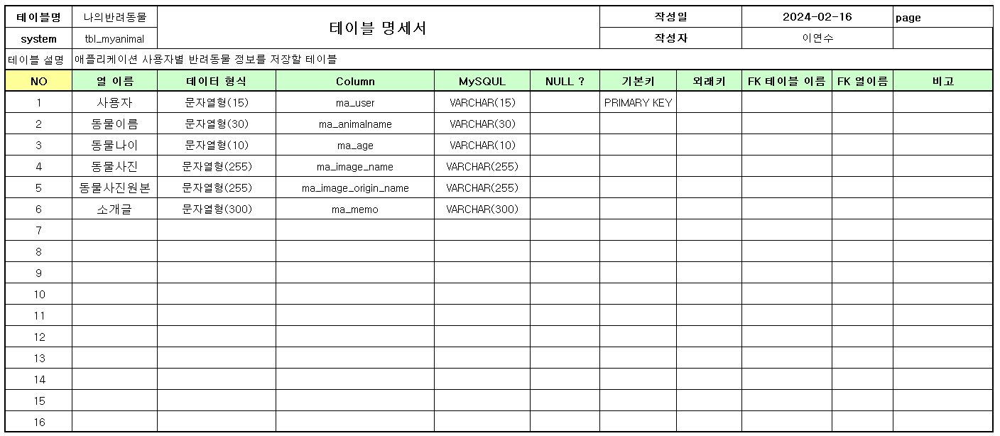 테이블명 나의반려동물 테이블 명세서 작성일 2024-02-16 page
system tbl_myanimal 작성자 이연수
테이블 설명 애플리케이션 사용자별 반려동물 정보를 저장할 테이블
NO 열 이름 데이터 형식 Column MySQUL NULL ? 기본키 외래키 FK 테이블 이름 FK 열이름 비고
1 사용자 문자열형(15) ma_user VARCHAR(15) PRIMARY KEY
2 동물이름 문자열형(30) ma_animalname VARCHAR(30)
3 동물나이 문자열형(10) ma_age VARCHAR(10)
4 동물사진 문자열형(255) ma_image_name VARCHAR(255)
5 동물사진원본 문자열형(255) ma_image_origin_name VARCHAR(255)
6 소개글 문자열형(300) ma_memo VARCHAR(300)
7
8
9
10
11
12
13
14
15
16